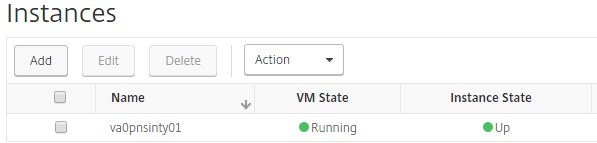 Instances
Add Edit Delete Action
Name VM State Instance State
va0pnsinty01 Running Up